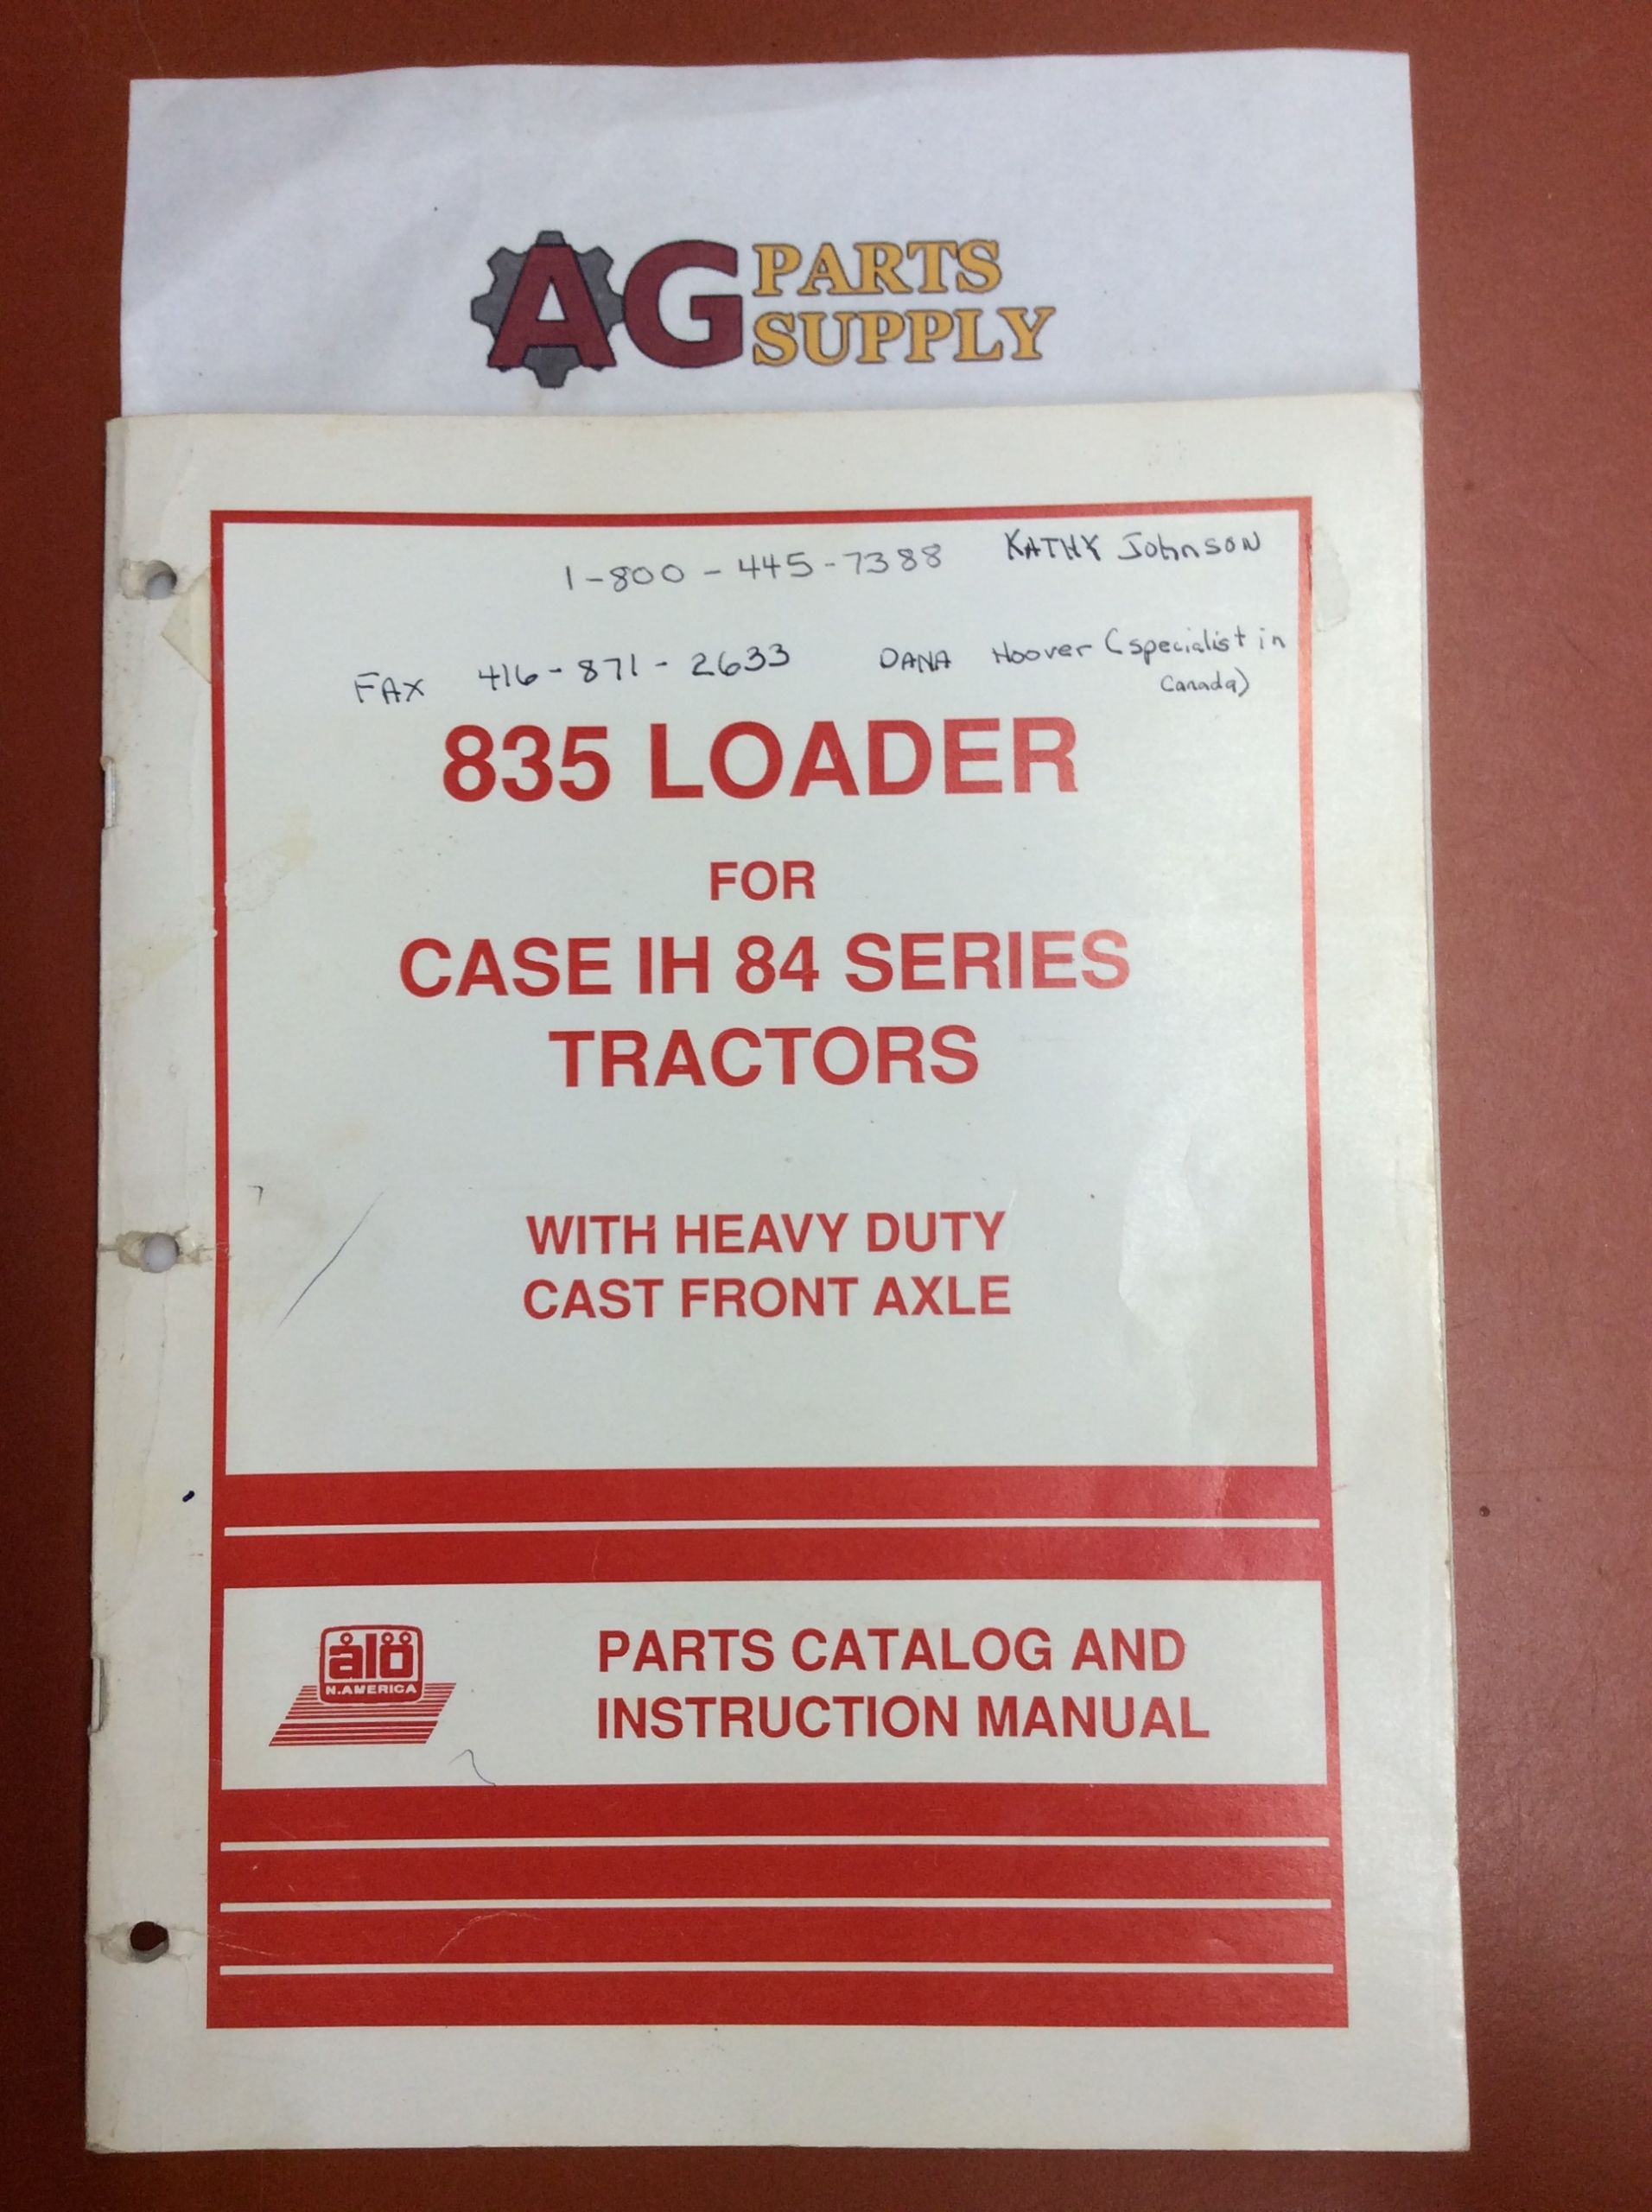 AG PARTS
SUPPLY
1-800-445-7388 KATHY Johnson
FAX 416-871-2633 DANA Hoover (specialist in
Canada)
835 LOADER
FOR
CASE IH 84 SERIES
TRACTORS
WITH HEAVY DUTY
CAST FRONT AXLE
ålö
N.AMERICA
PARTS CATALOG AND
INSTRUCTION MANUAL